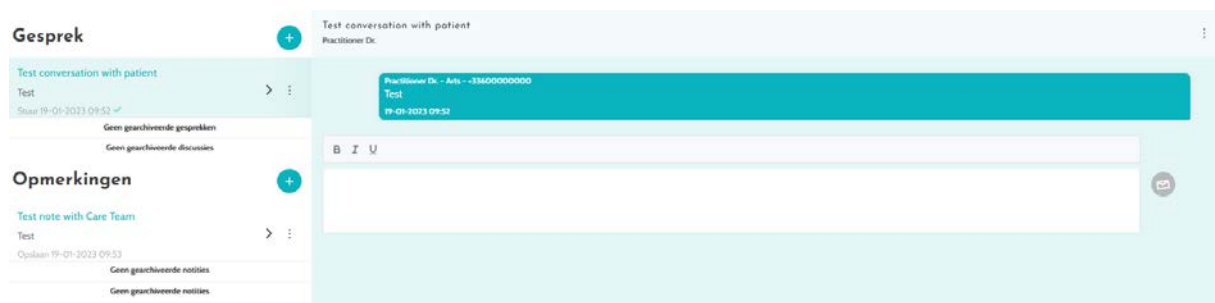 Gesprek
Test conversation with patient
Test
Stuur 19-01-2023 09:52
Geen gearchiveerde gesprekken
Geen gearchiveerde discussies
Opmerkingen
Test note with Care Team
Test
Opslaan 19-01-2023 09:53
Geen gearchiveerde notities
Geen gearchiveerde notities
Test conversation with patient
Practitioner Dr.
Practitioner Dr. - Arts - +33600000000
Test
19-01-2023 09:52
B I U